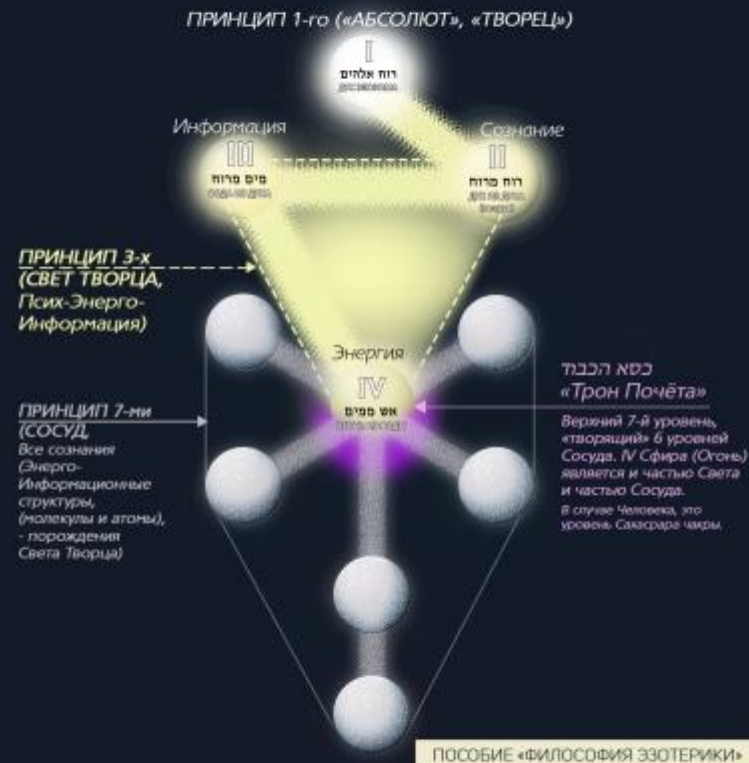 ПРИНЦИП 1-го («АБСОЛЮТ», «ТВОРЕЦ»)
I
רוח אלהים
Информация
III
מים מרוח
Сознание
II
רוח מרוח
ПРИНЦИП 3-х
(СВЕТ ТВОРЦА,
Псих-Энерго-
Информация)
Энергия
IV
אש ממים
כסא הכבוד
«Трон Почёта»
Верхний 7-й уровень,
«творящий» 6 уровней
Сосуда. IV Сфира (Огонь)
является и частью Света
и частью Сосуда.
В случае Человека, это
уровень Сахасрара чакры.
ПРИНЦИП 7-ми
(СОСУД,
Все сознания
(Энерго-
Информационные
структуры,
(молекулы и атомы),
- порождения
Света Творца)
ПОСОБИЕ «ФИЛОСОФИЯ ЭЗОТЕРИКИ»